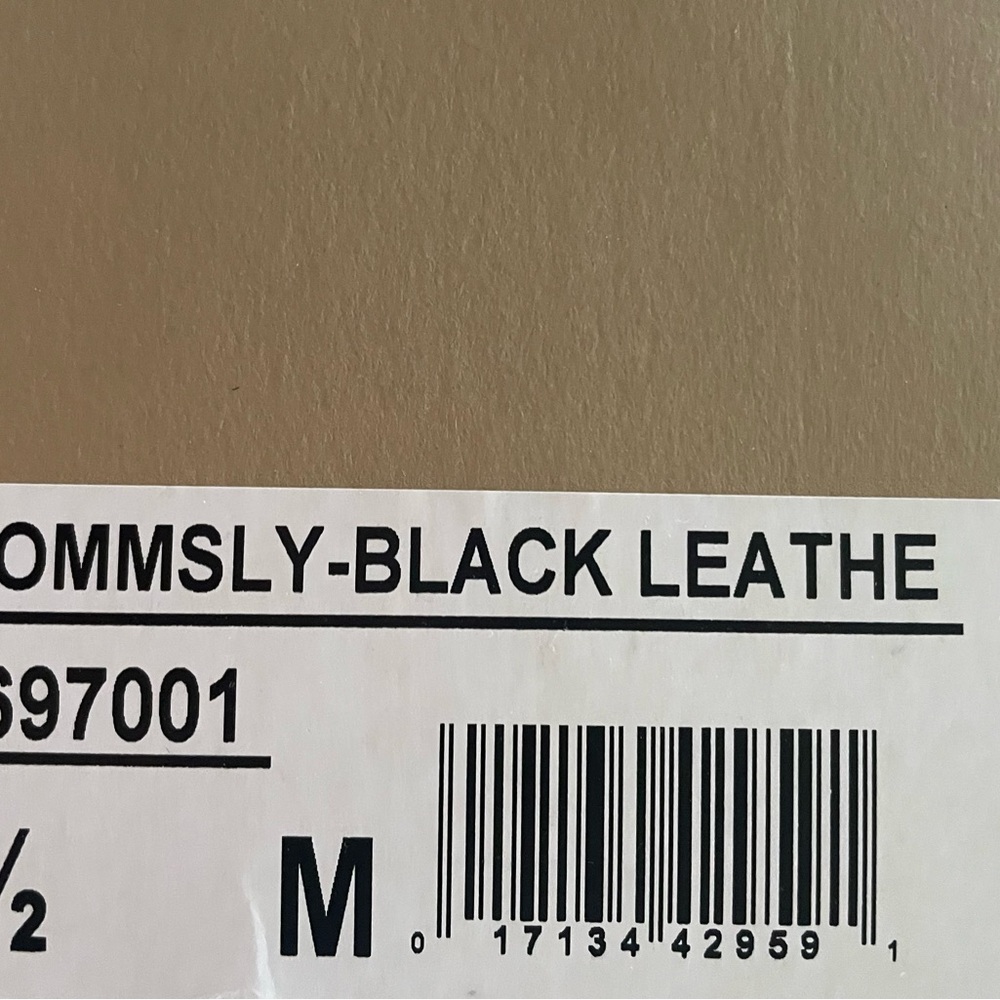 OMMSLY-BLACK LEATHE
697001
½ M
0 17134 42959 1